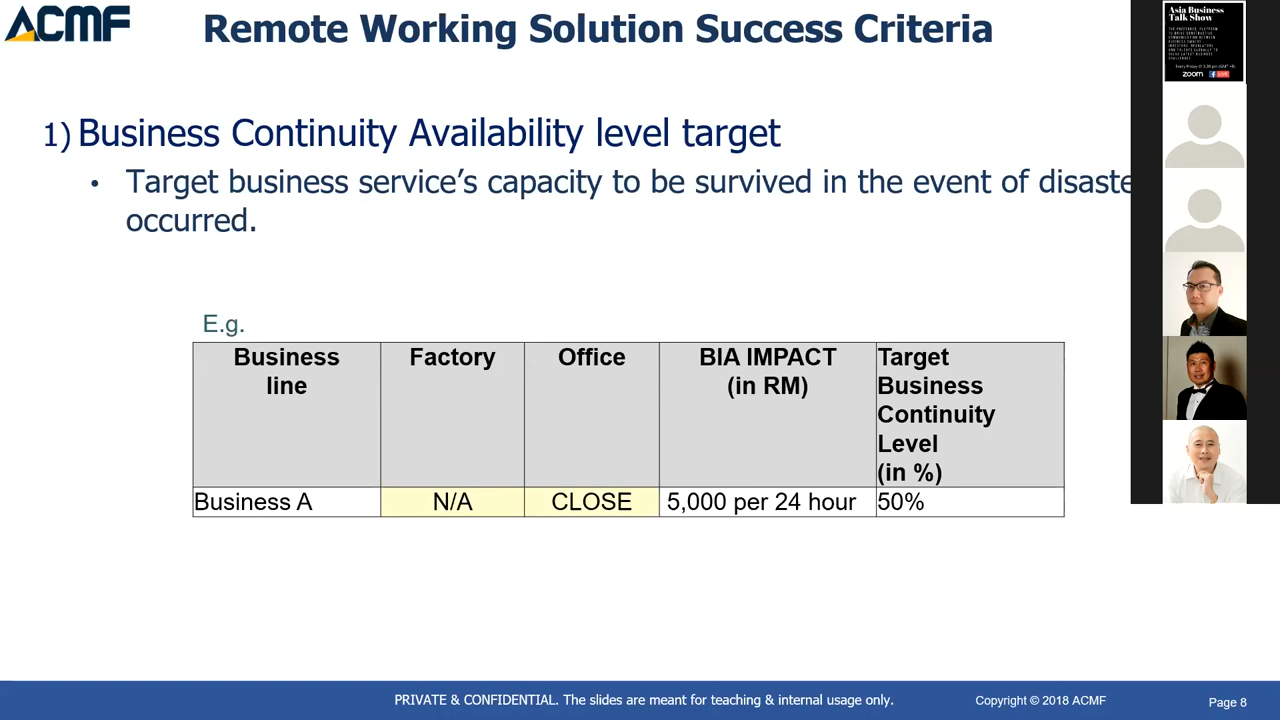 ACMF
Remote Working Solution Success Criteria
Asia Business
Talk Show
1) Business Continuity Availability level target
• Target business service's capacity to be survived in the event of disaste
occurred.
E.g.
Business line
Factory
Office
BIA IMPACT
(in RM)
Target
Business
Continuity
Level
(in %)
Business A
N/A
CLOSE
5,000 per 24 hour
50%
zoom
LIVE
PRIVATE & CONFIDENTIAL. The slides are meant for teaching & internal usage only.
Copyright © 2018 ACMF
Page 8